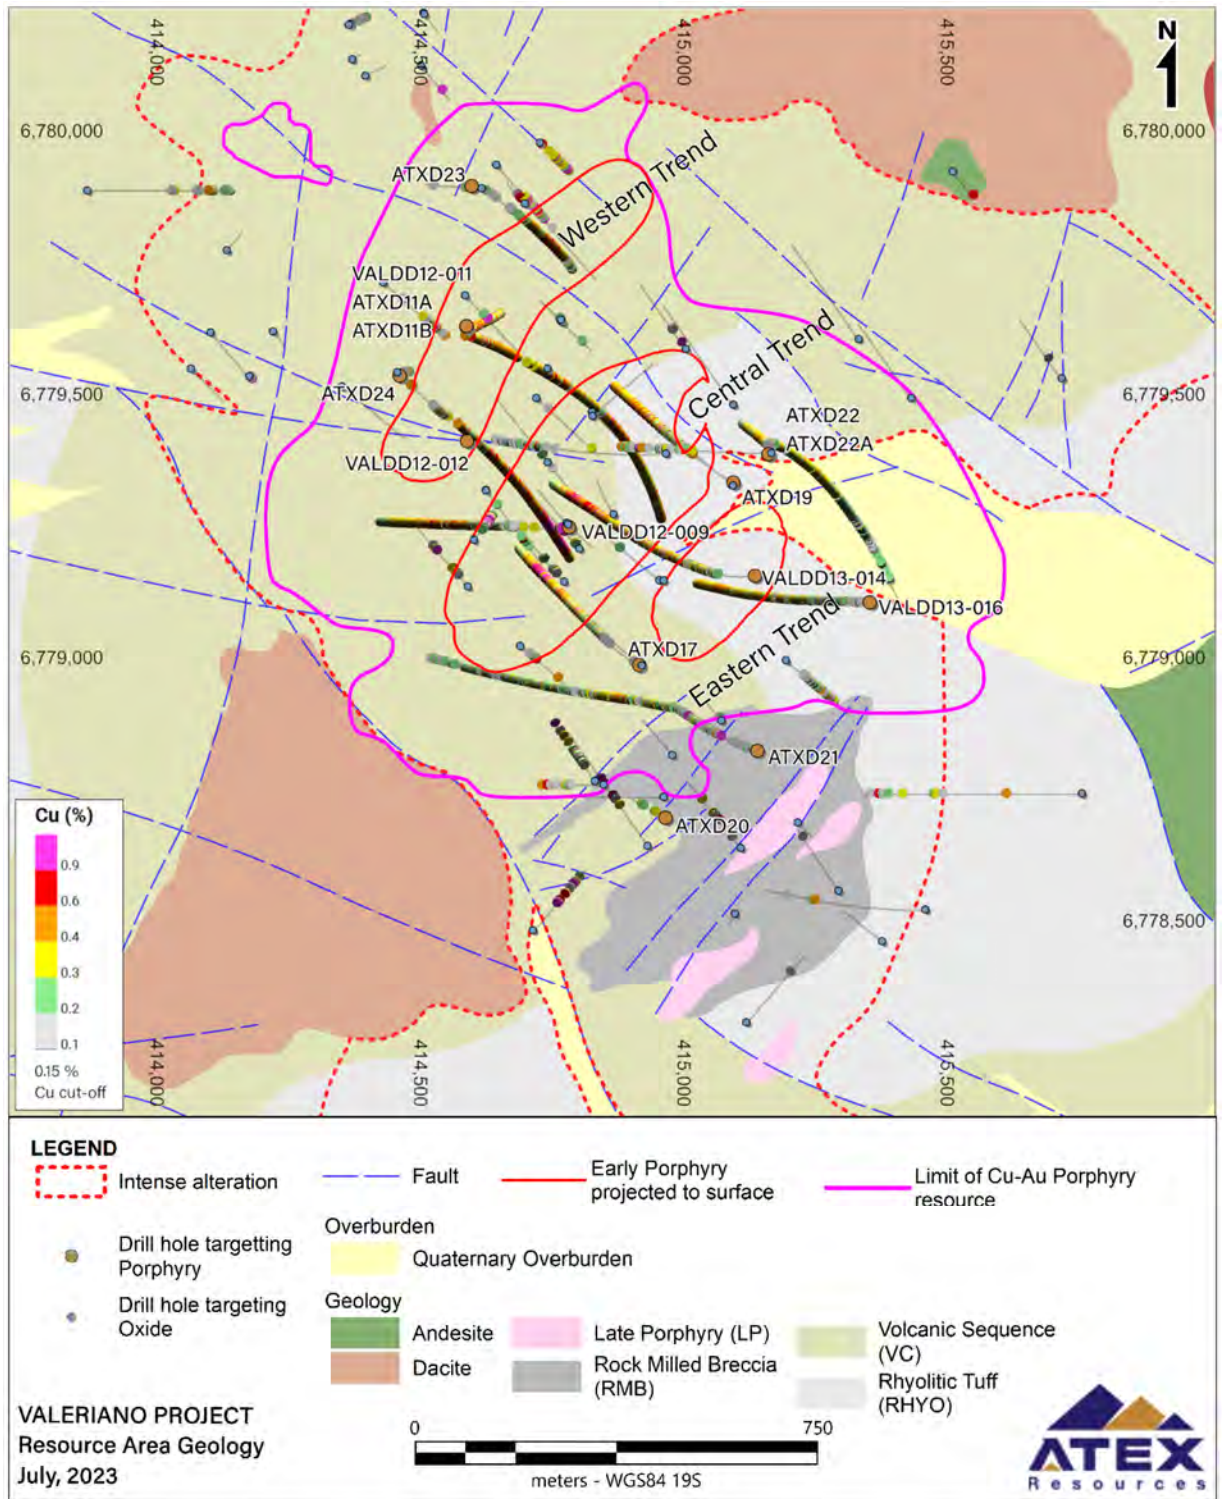 414,000
414,500
415,000
415,500
N
6,780,000
6,780,000
ATXD23
Western Trend
VALDD12-011
ATXD11A
ATXD11B
Central Trend
6,779,500
6,779,500
ATXD24
ATXD22
ATXD22A
VALDD12-012
ATXD19
VALDD12-009
VALDD13-014
VALDD13-016
Eastern Trend
ATXD17
6,779,000
6,779,000
ATXD21
ATXD20
6,778,500
Cu (%)
0.9
0.6
0.4
0.3
0.2
0.1
0.15 %
Cu cut-off
414,000
414,500
415,000
415,500
LEGEND
Intense alteration
Fault
Early Porphyry
projected to surface
Limit of Cu-Au Porphyry
resource
Drill hole targetting
Porphyry
Drill hole targeting
Oxide
Overburden
Quaternary Overburden
Geology
Andesite
Dacite
Late Porphyry (LP)
Rock Milled Breccia
(RMB)
Volcanic Sequence
(VC)
Rhyolitic Tuff
(RHYO)
VALERIANO PROJECT
Resource Area Geology
July, 2023
0
750
meters - WGS84 19S
ATEX
Resources